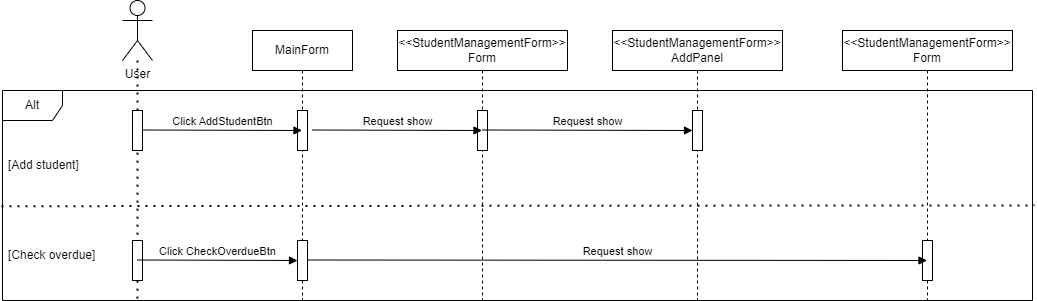 User
MainForm
<<StudentManagementForm>>
Form
<<StudentManagementForm>>
AddPanel
<<StudentManagementForm>>
Form
Alt
Click AddStudentBtn
Request show
Request show
[Add student]
[Check overdue]
Click CheckOverdueBtn
Request show